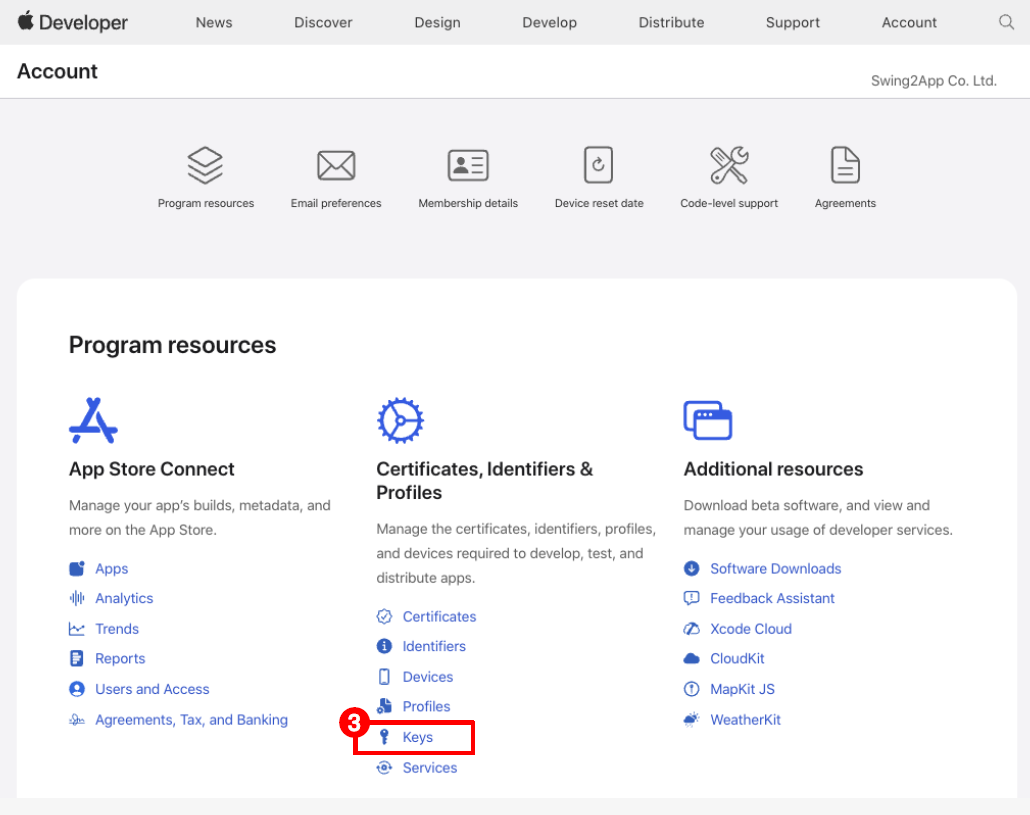 Developer
News
Discover
Design
Develop
Distribute
Support
Account
Account
Swing2App Co. Ltd.
Program resources
Email preferences
Membership details
Device reset date
Code-level support
Agreements
Program resources
App Store Connect
Manage your app's builds, metadata, and
more on the App Store.
Apps
Analytics
Trends
Reports
Users and Access
Agreements, Tax, and Banking
Certificates, Identifiers &
Profiles
Manage the certificates, identifiers, profiles,
and devices required to develop, test, and
distribute apps.
Certificates
Identifiers
Devices
Profiles
3
Keys
Services
Additional resources
Download beta software, and view and
manage your usage of developer services.
Software Downloads
Feedback Assistant
Xcode Cloud
CloudKit
MapKit JS
WeatherKit